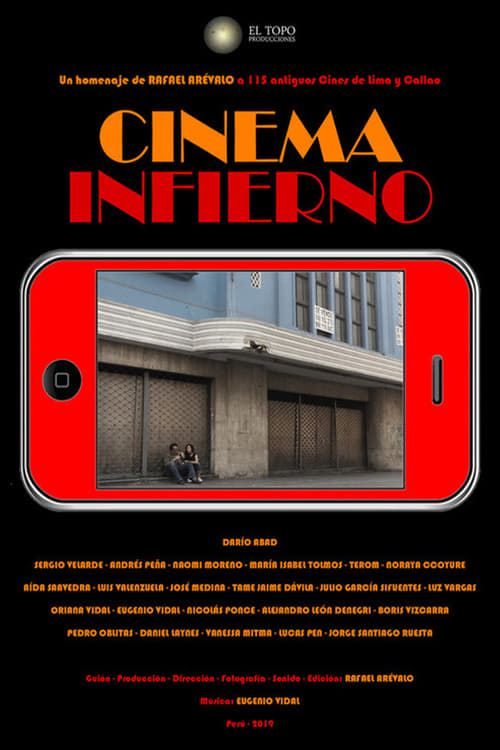 EL TOPO
PRODUCCIONES
Un homenaje de RAFAEL ARÉVALO a 115 antiguos Cines de Lima y Callao
CINEMA
INFIERNO
SE VENDE
DARÍO ABAD
SERGIO VELARDE - ANDRÉS PEÑA - NAOMI MORENO - MARÍA ISABEL TOLMOS - TEROM - NORAYA CCOYURE
AÍDA SAAVEDRA - LUIS VALENZUELA - JOSÉ MEDINA - TAME JAIME DÁVILA - JULIO GARCÍA SIFUENTES - LUZ VARGAS
ORIANA VIDAL - EUGENIO VIDAL - NICOLÁS PONCE - ALEJANDRO LEÓN DENEGRI - BORIS VIZCARRA
PEDRO OBLITAS - DANIEL LAYNES - VANESSA MITMA - LUCAS PEN - JORGE SANTIAGO RUESTA
Guión - Producción - Dirección - Fotografía - Sonido - Edición: RAFAEL ARÉVALO
Música: EUGENIO VIDAL
Perú - 2019